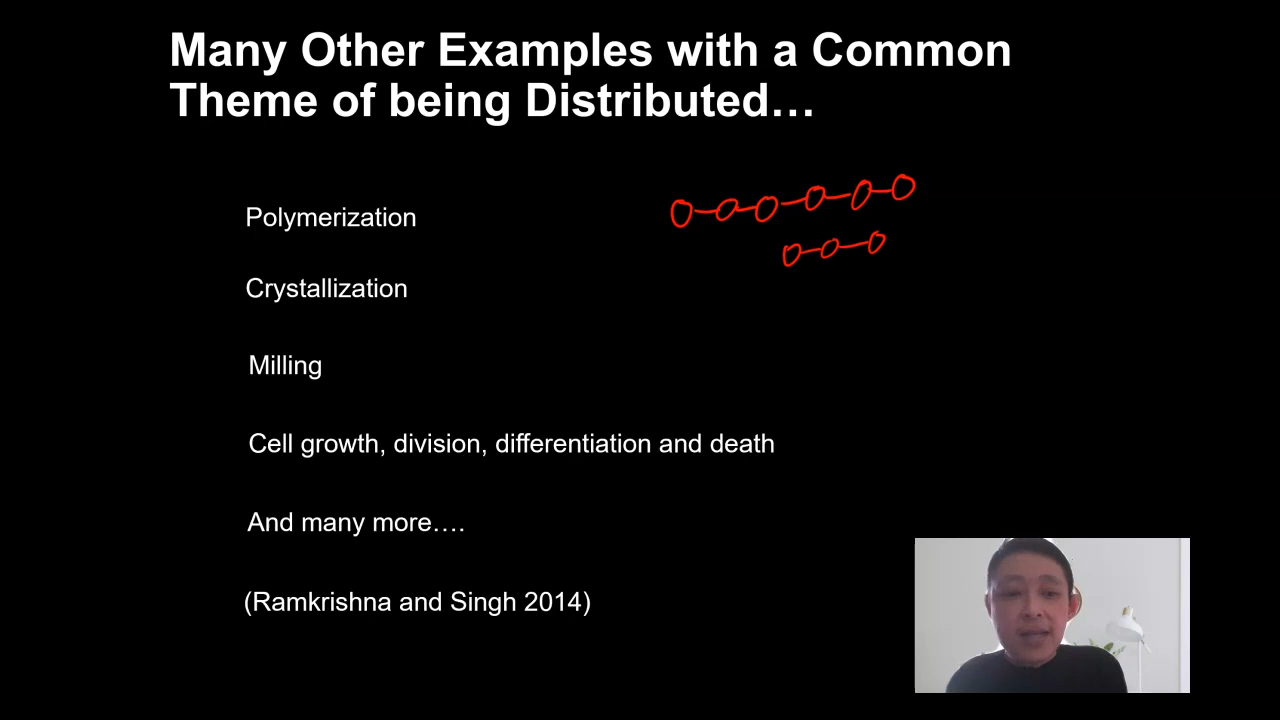 Many Other Examples with a Common
Theme of being Distributed…
Polymerization
Crystallization
Milling
Cell growth, division, differentiation and death
And many more….
(Ramkrishna and Singh 2014)